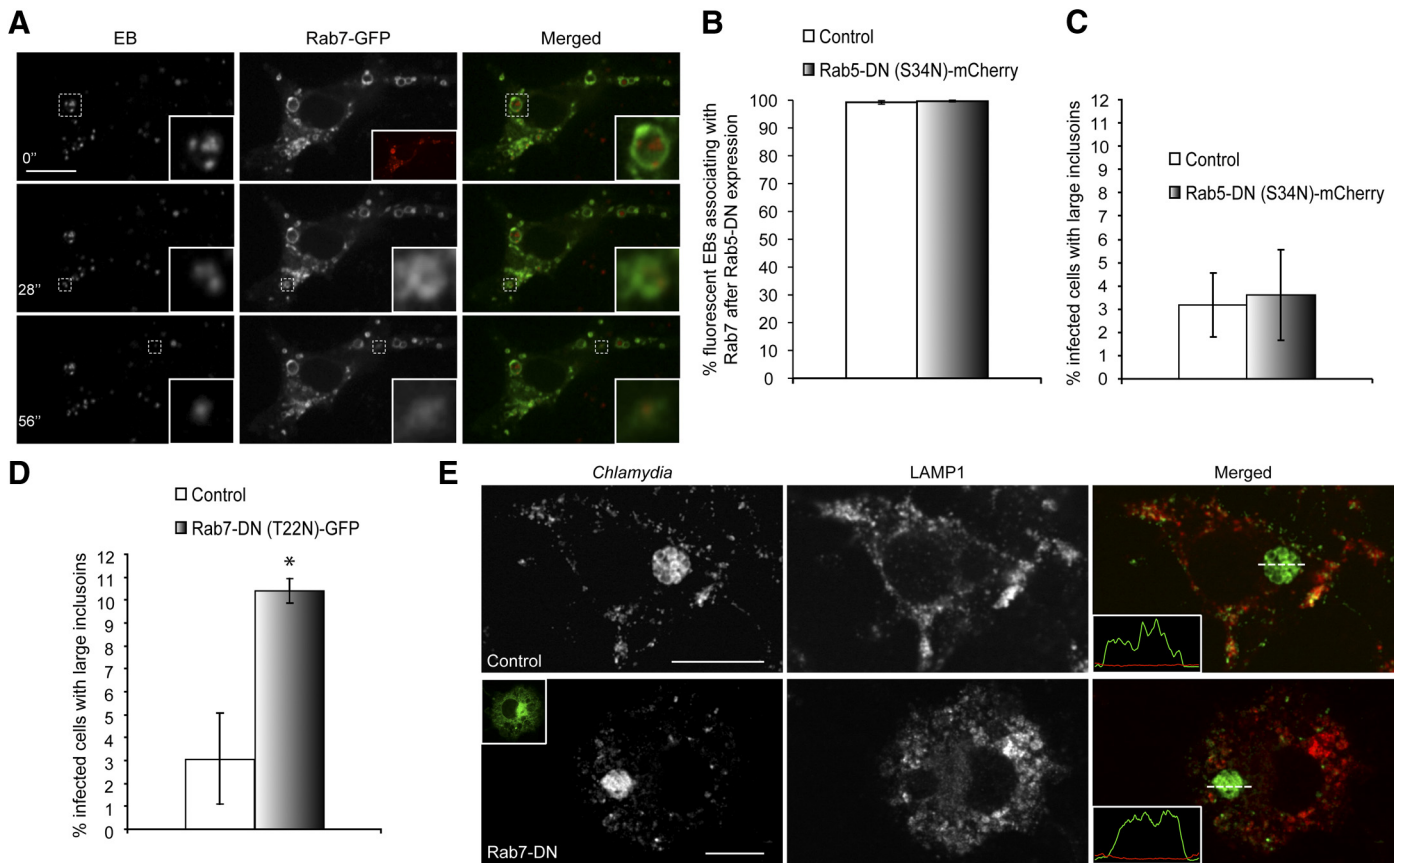 A
EB
Rab7-GFP
Merged
0’’
28’’
56’’
B
Control
Rab5-DN (S34N)-mCherry
% fluorescent EBs associating with
Rab7 after Rab5-DN expression
100
90
80
70
60
50
40
30
20
10
0
C
Control
Rab5-DN (S34N)-mCherry
% infected cells with large inclusoins
12
11
10
9
8
7
6
5
4
3
2
1
0
D
Control
Rab7-DN (T22N)-GFP
% infected cells with large inclusoins
12
11
10
9
8
7
6
5
4
3
2
1
0
*
E
Chlamydia
LAMP1
Merged
Control
Rab7-DN